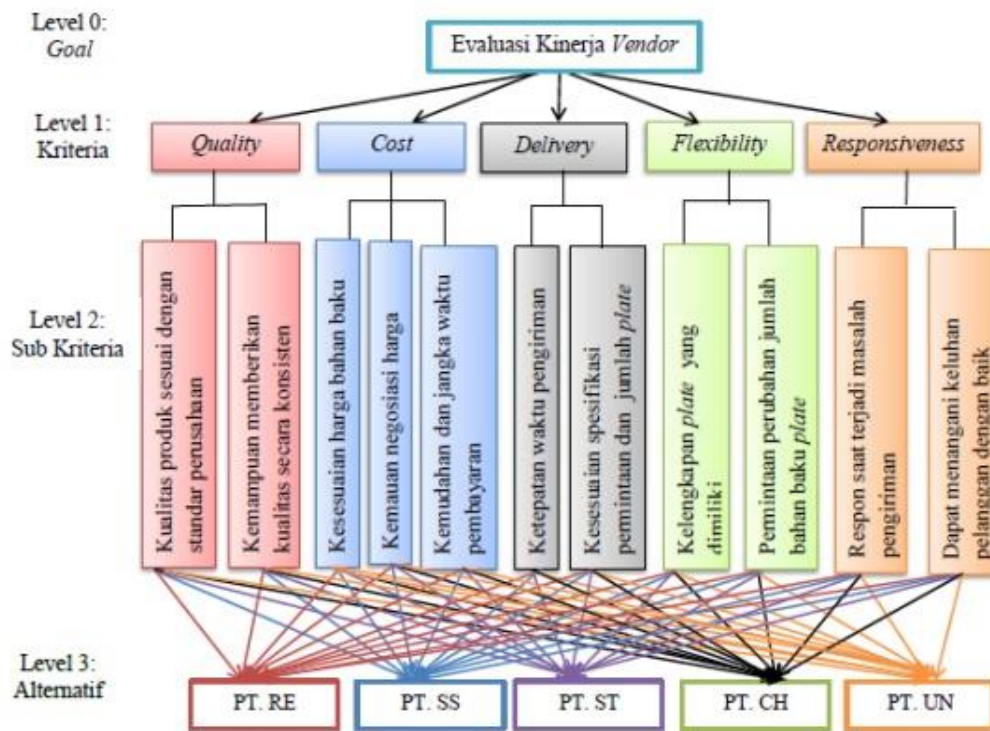 Level 0:
Goal
Evaluasi Kinerja Vendor
Level 1:
Kriteria
Quality
Cost
Delivery
Flexibility
Responsiveness
Level 2:
Sub Kriteria
Kualitas produk sesuai dengan
standar perusahaan
Kemampuan memberikan
kualitas secara konsisten
Kesesuaian harga bahan baku
Kemauan negosiasi harga
Kemudahan dan jangka waktu
pembayaran
Ketepatan waktu pengiriman
Kesesuaian spesifikasi
permintaan dan jumlah plate
Kelengkapan plate yang
dimiliki
Permintaan perubahan jumlah
bahan baku plate
Respon saat terjadi masalah
pengiriman
Dapat menangani keluhan
pelanggan dengan baik
Level 3:
Alternatif
PT. RE
PT. SS
PT. ST
PT. CH
PT. UN